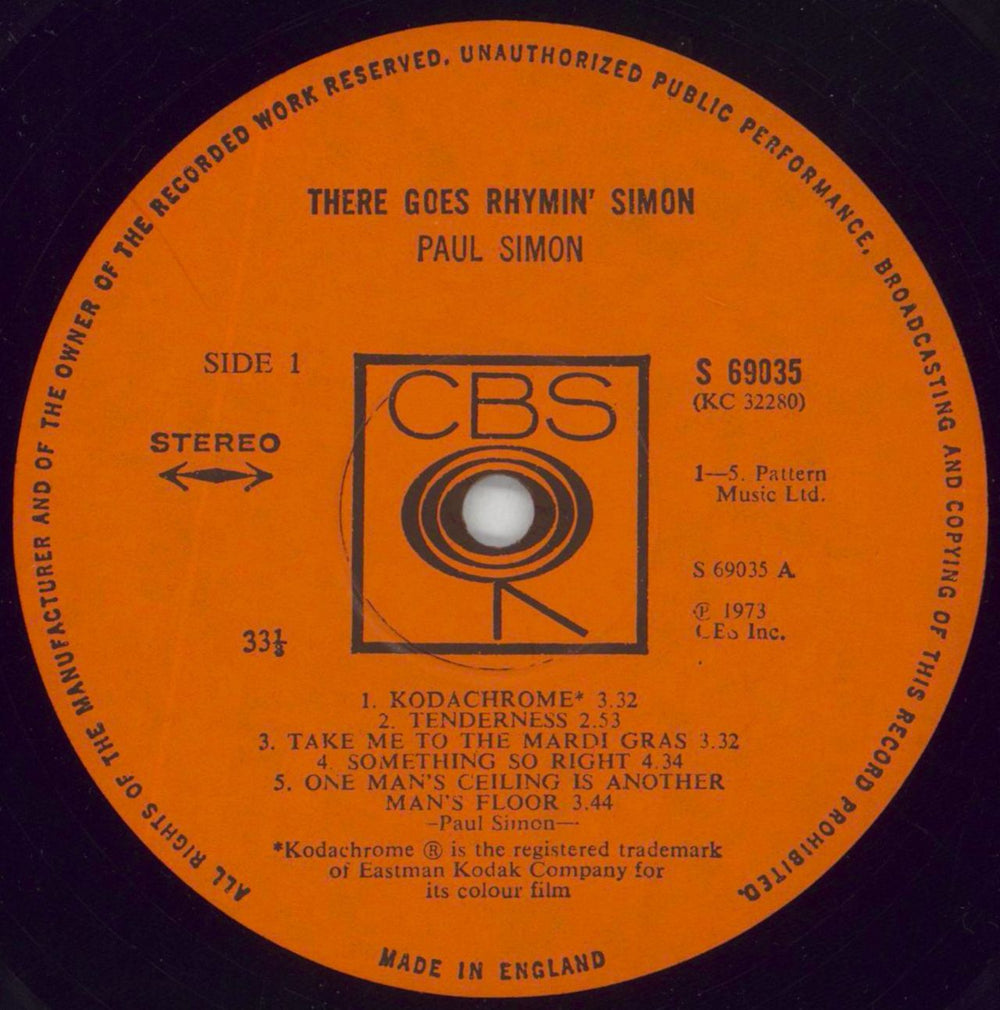 ALL RIGHTS OF THE MANUFACTURER AND OF THE OWNER OF THE RECORDED WORK RESERVED. UNAUTHORIZED PUBLIC PERFORMANCE, BROADCASTING AND COPYING OF THIS RECORD PROHIBITED.
THERE GOES RHYMIN' SIMON
PAUL SIMON
SIDE 1
STEREO
33⅓
CBS
S 69035
(KC 32280)
1—5. Pattern
Music Ltd.
S 69035 A
℗ 1973
CBS Inc.
1. KODACHROME* 3.32
2. TENDERNESS 2.53
3. TAKE ME TO THE MARDI GRAS 3.32
4. SOMETHING SO RIGHT 4.34
5. ONE MAN'S CEILING IS ANOTHER
MAN'S FLOOR 3.44
—Paul Simon—
*Kodachrome ® is the registered trademark
of Eastman Kodak Company for
its colour film
MADE IN ENGLAND